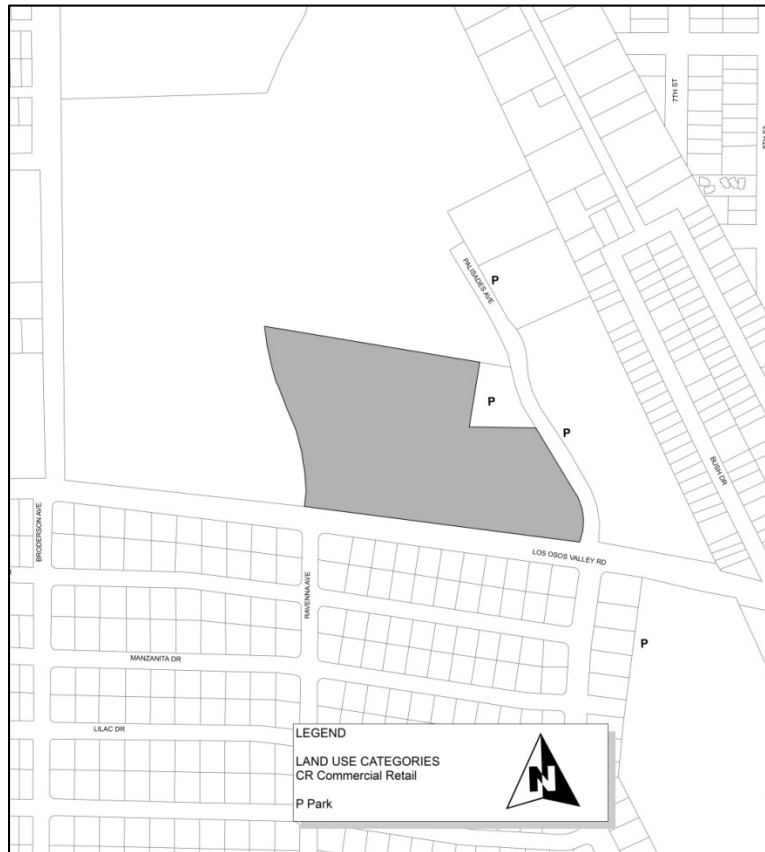 7TH ST
P
PALISADES AVE
P
P
BUSH DR
BRODERSON AVE
LOS OSOS VALLEY RD
RAVENNA AVE
P
MANZANITA DR
LILAC DR
LEGEND
LAND USE CATEGORIES
CR Commercial Retail
P Park
N